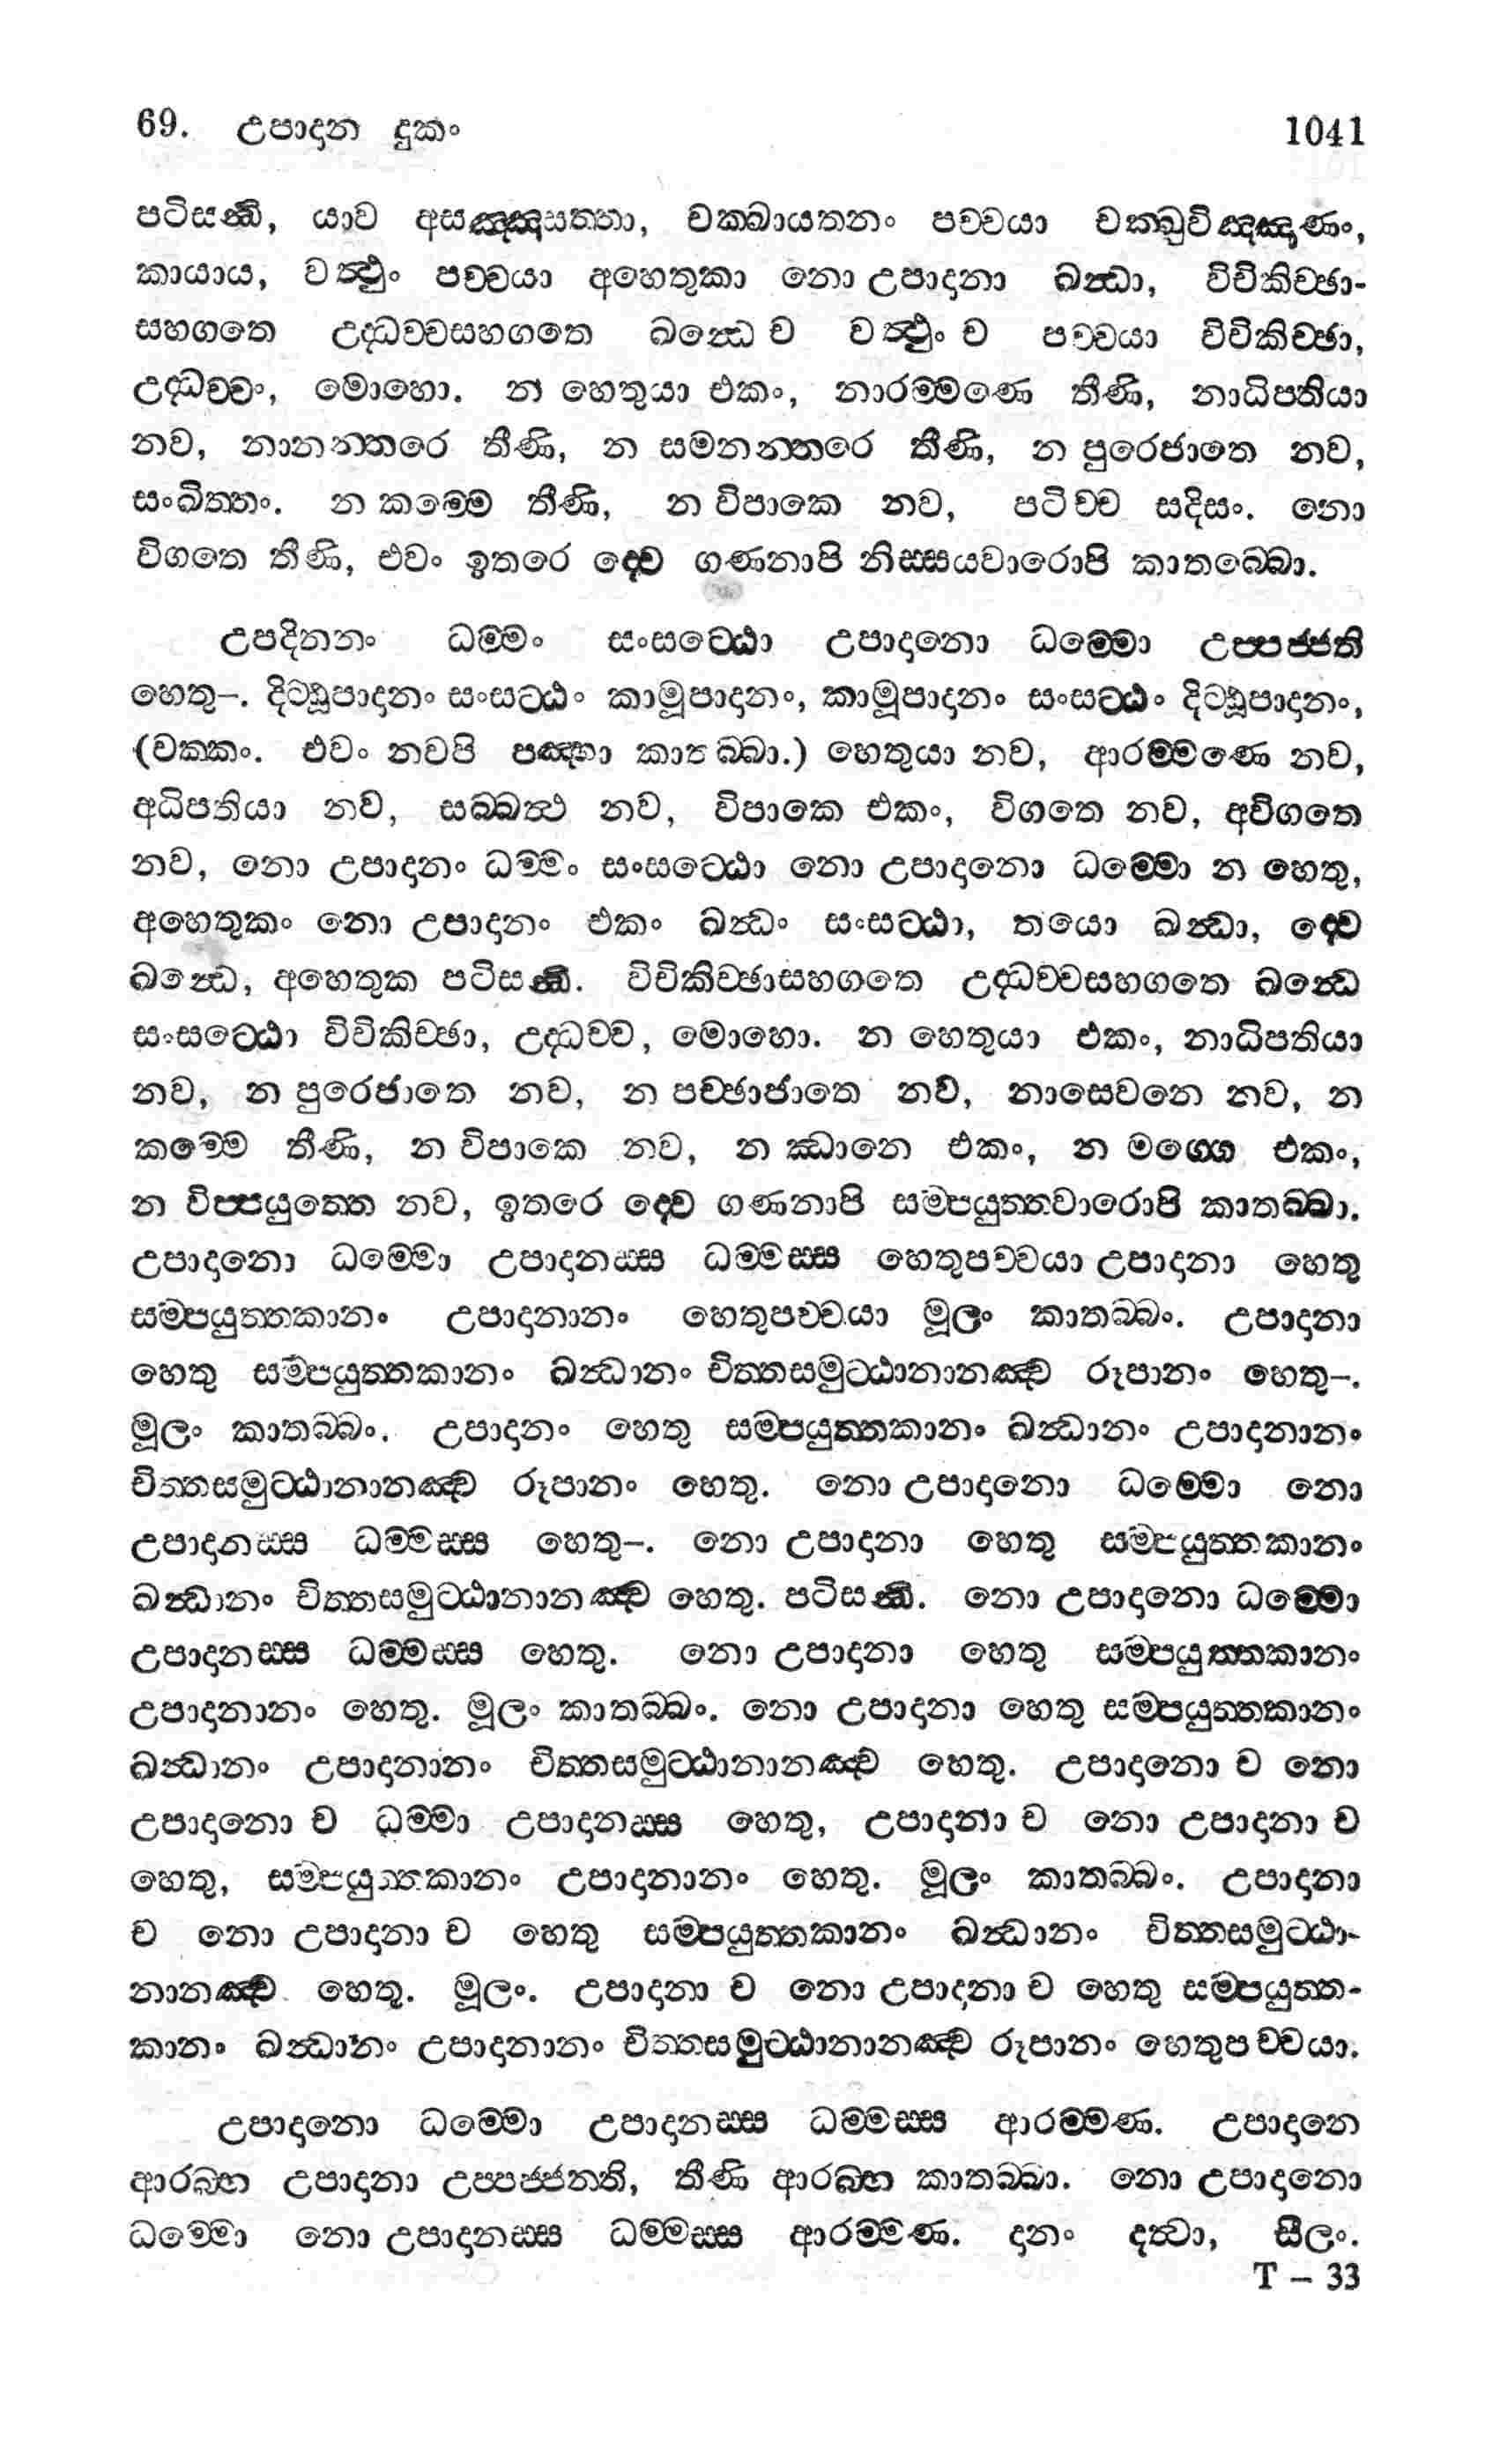 69. උපාදාන දුකං 1041
පටිසන්ධි, යාව අසඤ්ඤසත්තා, චක්ඛායතනං පච්චයා චක්ඛුවිඤ්ඤාණං,
කායාය, වත්ථුං පච්චයා අහෙතුකා නො උපාදානා ඛන්ධා, විචිකිච්ඡා-
සහගතෙ උද්ධච්චසහගතෙ ඛන්ධෙ ච වත්ථුං ච පච්චයා විචිකිච්ඡා,
උද්ධච්චං, මොහො. න හෙතුයා එකං, නාරම්මණෙ තීණි, නාධිපතියා
නව, නානන්තරෙ තීණි, න සමනන්තරෙ තීණි, න පුරෙජාතෙ නව,
සංඛිත්තං. න කම්මෙ තීණි, න විපාකෙ නව, පටිච්ච සදිසං. නො
විගතෙ තීණි, එවං ඉතරෙ ද්වෙ ගණනාපි නිස්සයවාරොපි කාතබ්බො.
උපදිනනං ධම්මං සංසට්ඨො උපාදානො ධම්මො උප්පජ්ජති
හෙතු–. දිට්ඨූපාදානං සංසට්ඨං කාමූපාදානං, කාමූපාදානං සංසට්ඨං දිට්ඨූපාදානං,
(චක්කං. එවං නවපි පඤ්හා කාතබ්බා.) හෙතුයා නව, ආරම්මණෙ නව,
අධිපතියා නව, සබ්බත්ථ නව, විපාකෙ එකං, විගතෙ නව, අවිගතෙ
නව, නො උපාදානං ධම්මං සංසට්ඨො නො උපාදානො ධම්මො න හෙතු,
අහෙතුකං නො උපාදානං එකං ඛන්ධං සංසට්ඨා, තයො ඛන්ධා, ද්වෙ
ඛන්ධෙ, අහෙතුක පටිසන්ධි. විචිකිච්ඡාසහගතෙ උද්ධච්චසහගතෙ ඛන්ධෙ
සංසට්ඨො විචිකිච්ඡා, උද්ධච්ච, මොහො. න හෙතුයා එකං, නාධිපතියා
නව, න පුරෙජාතෙ නව, න පච්ඡාජාතෙ නව, නාසෙවනෙ නව, න
කම්මෙ තීණි, න විපාකෙ නව, න ඣානෙ එකං, න මග්ගෙ එකං,
න විප්පයුත්තෙ නව, ඉතරෙ ද්වෙ ගණනාපි සම්පයුත්තවාරොපි කාතබ්බා.
උපාදානො ධම්මො උපාදානස්ස ධම්මස්ස හෙතුපච්චයා උපාදානා හෙතු
සම්පයුත්තකානං උපාදානානං හෙතුපච්චයා මූලං කාතබ්බං. උපාදානා
හෙතු සම්පයුත්තකානං ඛන්ධානං චිත්තසමුට්ඨානානඤ්ච රූපානං හෙතු–.
මූලං කාතබ්බං. උපාදානං හෙතු සම්පයුත්තකානං ඛන්ධානං උපාදානානං
චිත්තසමුට්ඨානානඤ්ච රූපානං හෙතු. නො උපාදානො ධම්මො නො
උපාදානස්ස ධම්මස්ස හෙතු–. නො උපාදානා හෙතු සම්පයුත්තකානං
ඛන්ධානං චිත්තසමුට්ඨානානඤ්ච හෙතු. පටිසන්ධි. නො උපාදානො ධම්මො
උපාදානස්ස ධම්මස්ස හෙතු. නො උපාදානා හෙතු සම්පයුත්තකානං
උපාදානානං හෙතු. මූලං කාතබ්බං. නො උපාදානා හෙතු සම්පයුත්තකානං
ඛන්ධානං උපාදානානං චිත්තසමුට්ඨානානඤ්ච හෙතු. උපාදානො ච නො
උපාදානො ච ධම්මා උපාදානස්ස හෙතු, උපාදානා ච නො උපාදානා ච
හෙතු, සම්පයුත්තකානං උපාදානානං හෙතු. මූලං කාතබ්බං. උපාදානා
ච නො උපාදානා ච හෙතු සම්පයුත්තකානං ඛන්ධානං චිත්තසමුට්ඨා-
නානඤ්ච හෙතු. මූලං. උපාදානා ච නො උපාදානා ච හෙතු සම්පයුත්ත-
කානං ඛන්ධානං උපාදානානං චිත්තසමුට්ඨානානඤ්ච රූපානං හෙතුපච්චයා.
උපාදානො ධම්මො උපාදානස්ස ධම්මස්ස ආරම්මණ. උපාදානෙ
ආරබ්භ උපාදානා උප්පජ්ජන්ති, තීණි ආරබ්භ කාතබ්බා. නො උපාදානො
ධම්මො නො උපාදානස්ස ධම්මස්ස ආරම්මණ. දානං දත්වා, සීලං.
T – 33